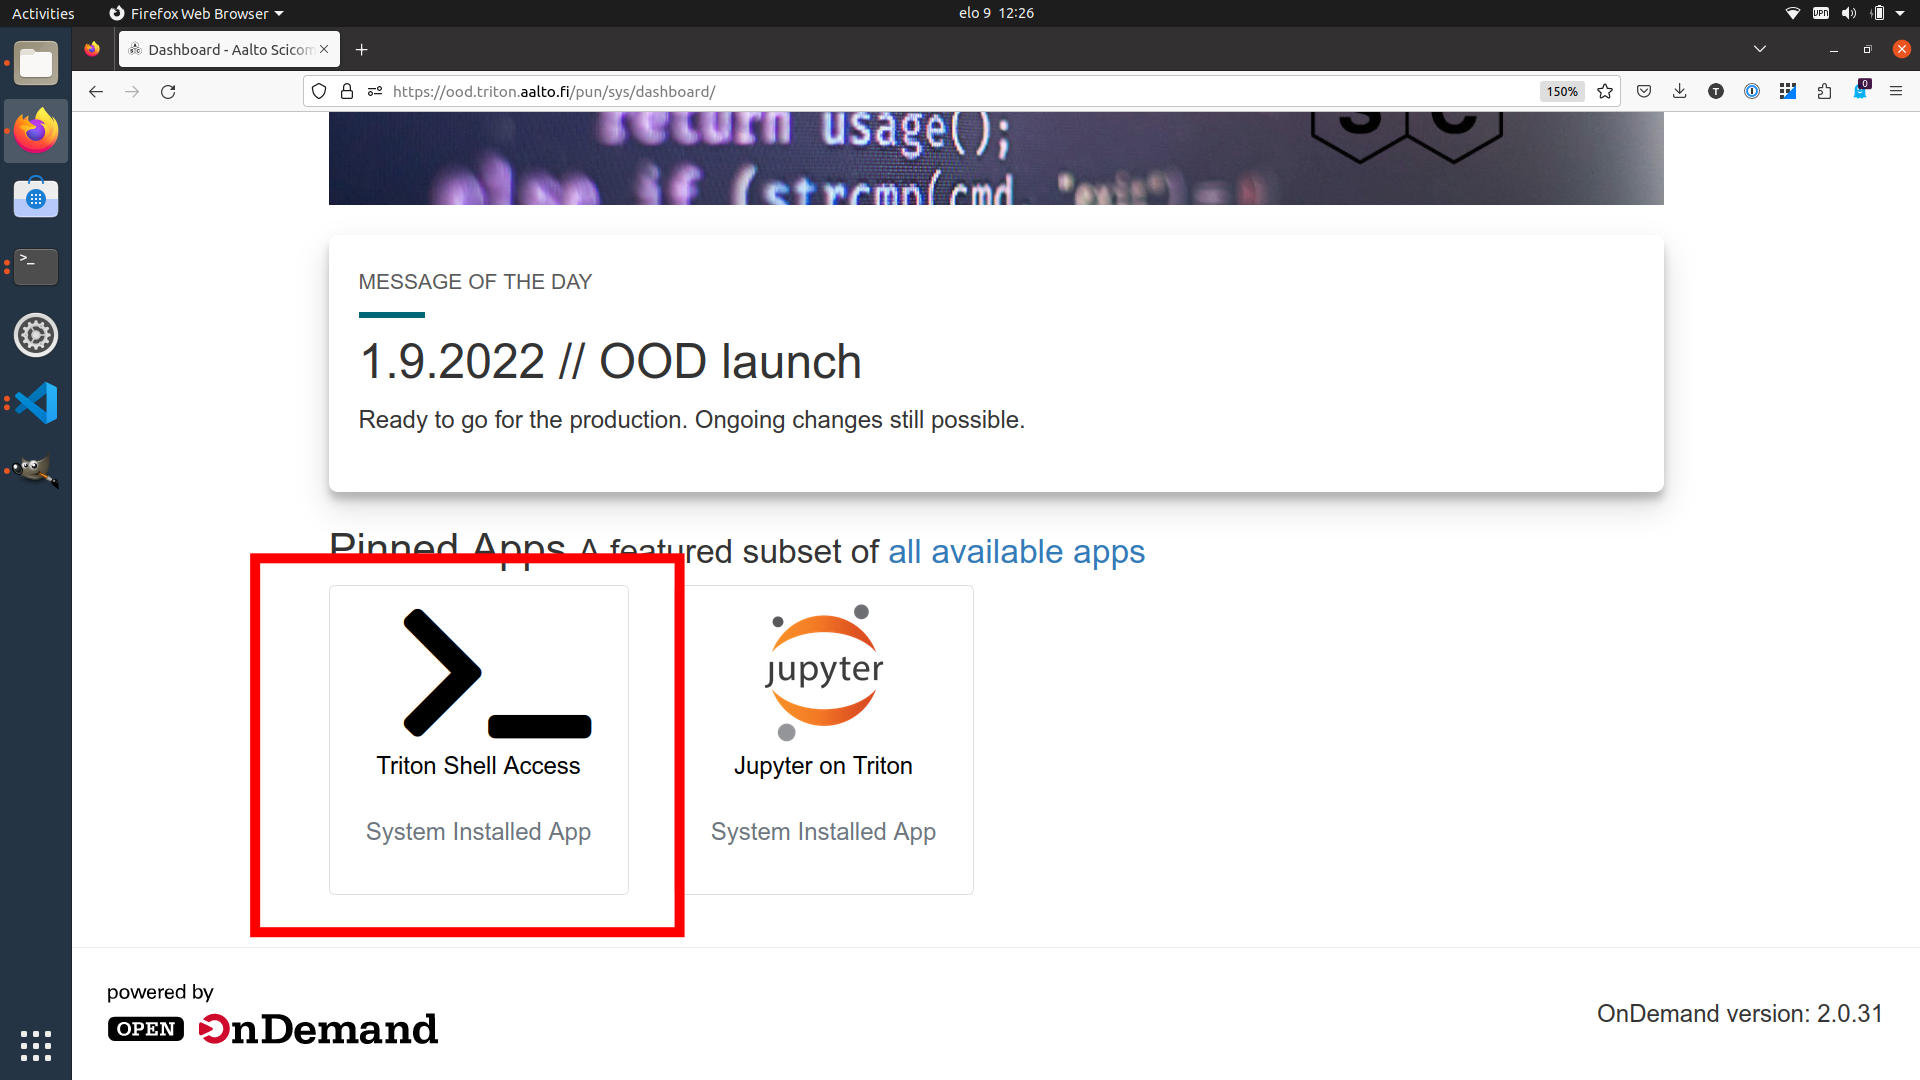 Activities
Firefox Web Browser
elo 9 12:26
VPN
Dashboard - Aalto Scicom
https://ood.triton.aalto.fi/pun/sys/dashboard/
150%
T
0
return usage();
else if (strcmp(cmd, "exit") =
S C
MESSAGE OF THE DAY
1.9.2022 // OOD launch
Ready to go for the production. Ongoing changes still possible.
Pinned Apps A featured subset of all available apps
>_
Triton Shell Access
System Installed App
jupyter
Jupyter on Triton
System Installed App
powered by
OPEN OnDemand
OnDemand version: 2.0.31